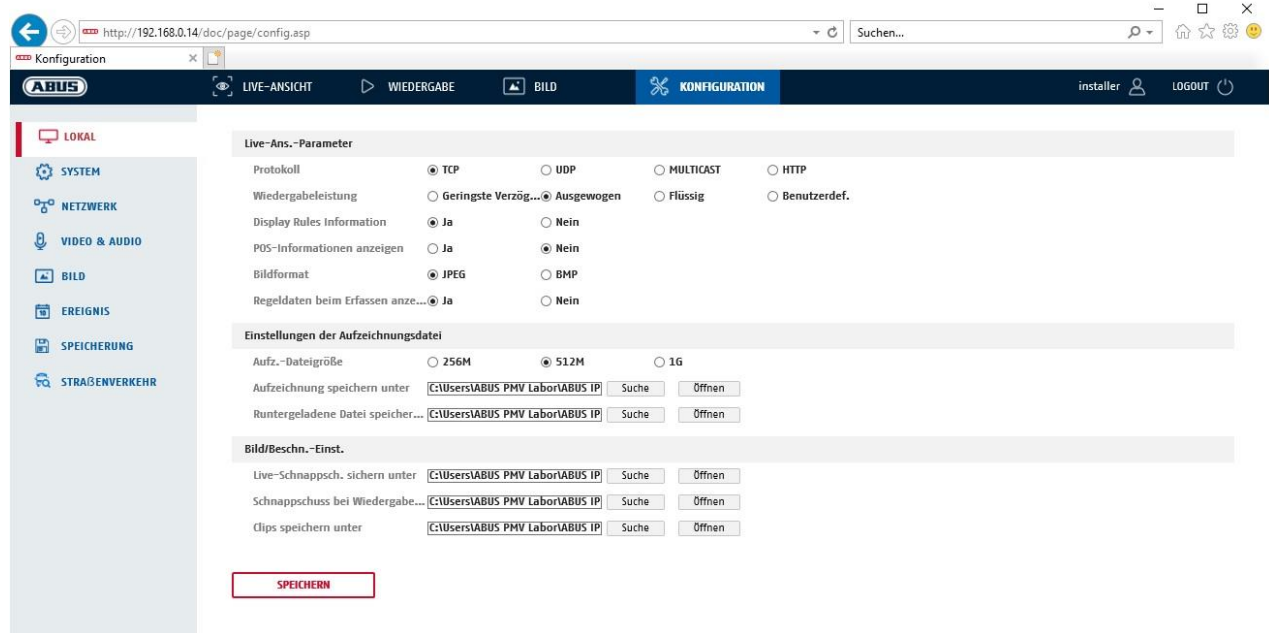 http://192.168.0.14/doc/page/config.asp
Suchen...
Konfiguration
ABUS LIVE-ANSICHT WIEDERGABE BILD KONFIGURATION installer LOGOUT
LOKAL
SYSTEM
NETZWERK
VIDEO & AUDIO
BILD
EREIGNIS
SPEICHERUNG
STRAßENVERKEHR
Live-Ans.-Parameter
Protokoll TCP UDP MULTICAST HTTP
Wiedergabeleistung Geringste Verzög... Ausgewogen Flüssig Benutzerdef.
Display Rules Information Ja Nein
POS-Informationen anzeigen Ja Nein
Bildformat JPEG BMP
Regeldaten beim Erfassen anze... Ja Nein
Einstellungen der Aufzeichnungsdatei
Aufz.-Dateigröße 256M 512M 1G
Aufzeichnung speichern unter C:\Users\ABUS PMV Labor\ABUS IP Suche Öffnen
Runtergeladene Datei speicher... C:\Users\ABUS PMV Labor\ABUS IP Suche Öffnen
Bild/Beschn.-Einst.
Live-Schnappsch. sichern unter C:\Users\ABUS PMV Labor\ABUS IP Suche Öffnen
Schnappschuss bei Wiedergabe... C:\Users\ABUS PMV Labor\ABUS IP Suche Öffnen
Clips speichern unter C:\Users\ABUS PMV Labor\ABUS IP Suche Öffnen
SPEICHERN